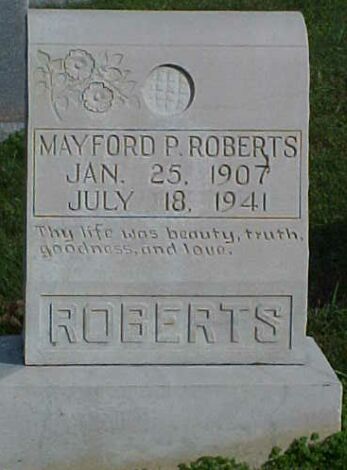 MAYFORD P. ROBERTS
JAN. 25, 1907
JULY 18, 1941
Thy life was beauty, truth,
goodness, and love.
ROBERTS